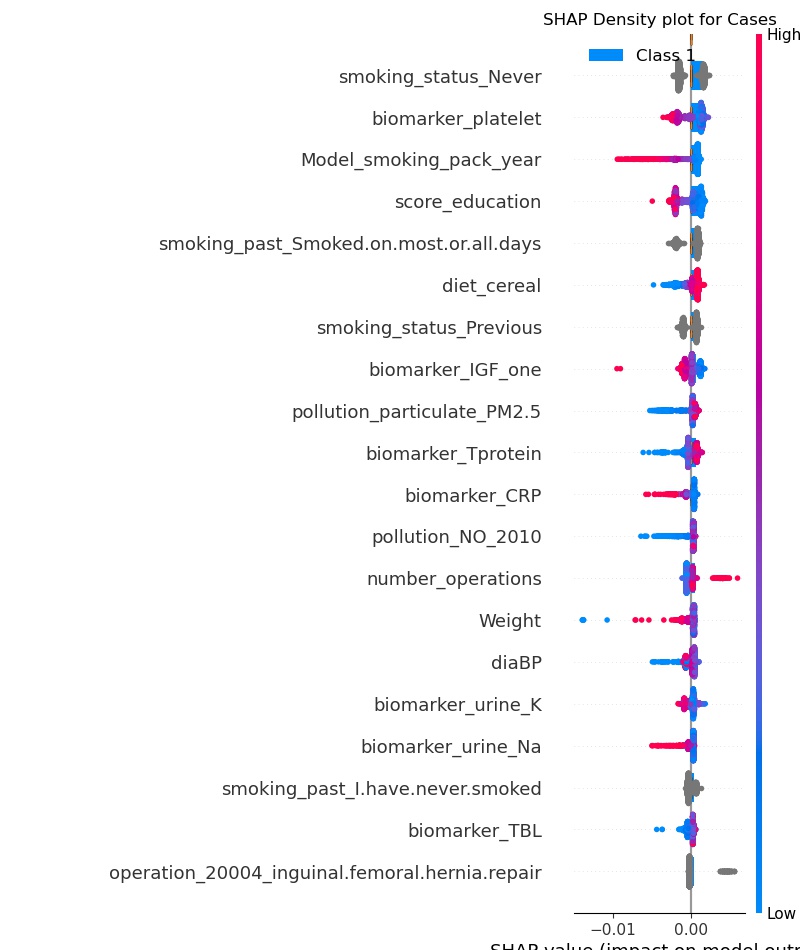 SHAP Density plot for Cases
High
Class 1
smoking_status_Never
biomarker_platelet
Model_smoking_pack_year
score_education
smoking_past_Smoked.on.most.or.all.days
diet_cereal
smoking_status_Previous
biomarker_IGF_one
pollution_particulate_PM2.5
biomarker_Tprotein
biomarker_CRP
pollution_NO_2010
number_operations
Weight
diaBP
biomarker_urine_K
biomarker_urine_Na
smoking_past_I.have.never.smoked
biomarker_TBL
operation_20004_inguinal.femoral.hernia.repair
Low
−0.01 0.00
SHAP value (impact on model outp